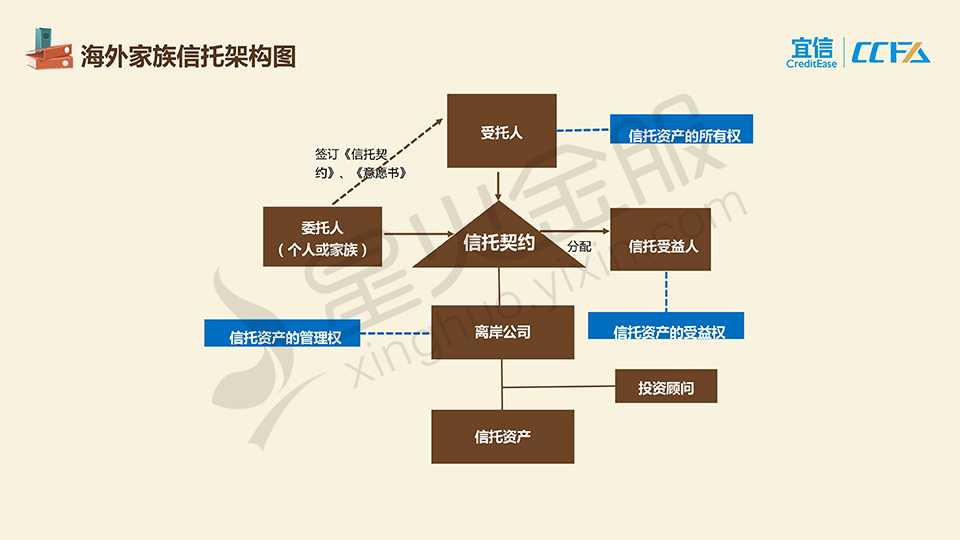 海外家族信托架构图
宜信
CreditEase
CCFA
受托人
信托资产的所有权
签订《信托契
约》、《意愿书》
委托人
（个人或家族）
信托契约
分配
信托受益人
离岸公司
信托资产的管理权
信托资产的受益权
投资顾问
信托资产
星火金服
xinghuo.yixin.com